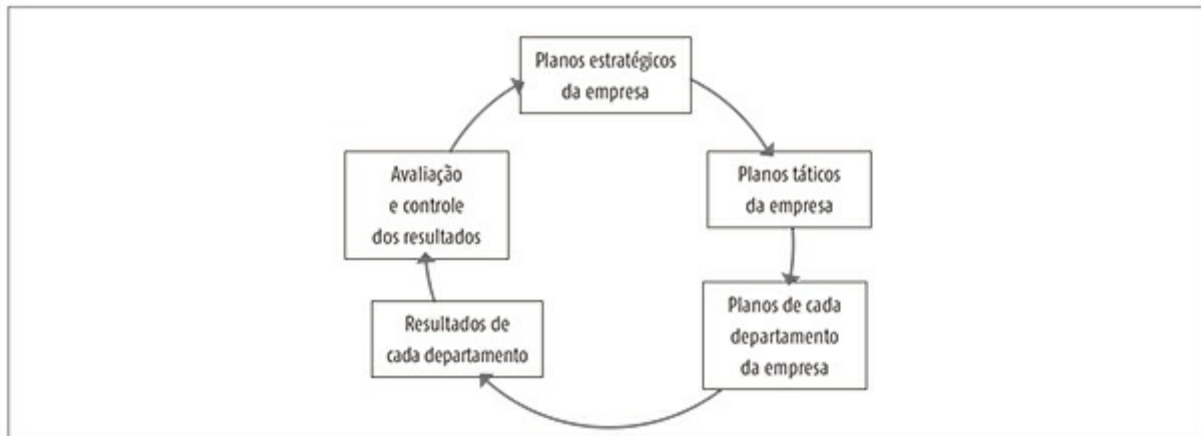 Planos estratégicos
da empresa
Planos táticos
da empresa
Planos de cada
departamento
da empresa
Resultados de
cada departamento
Avaliação
e controle
dos resultados